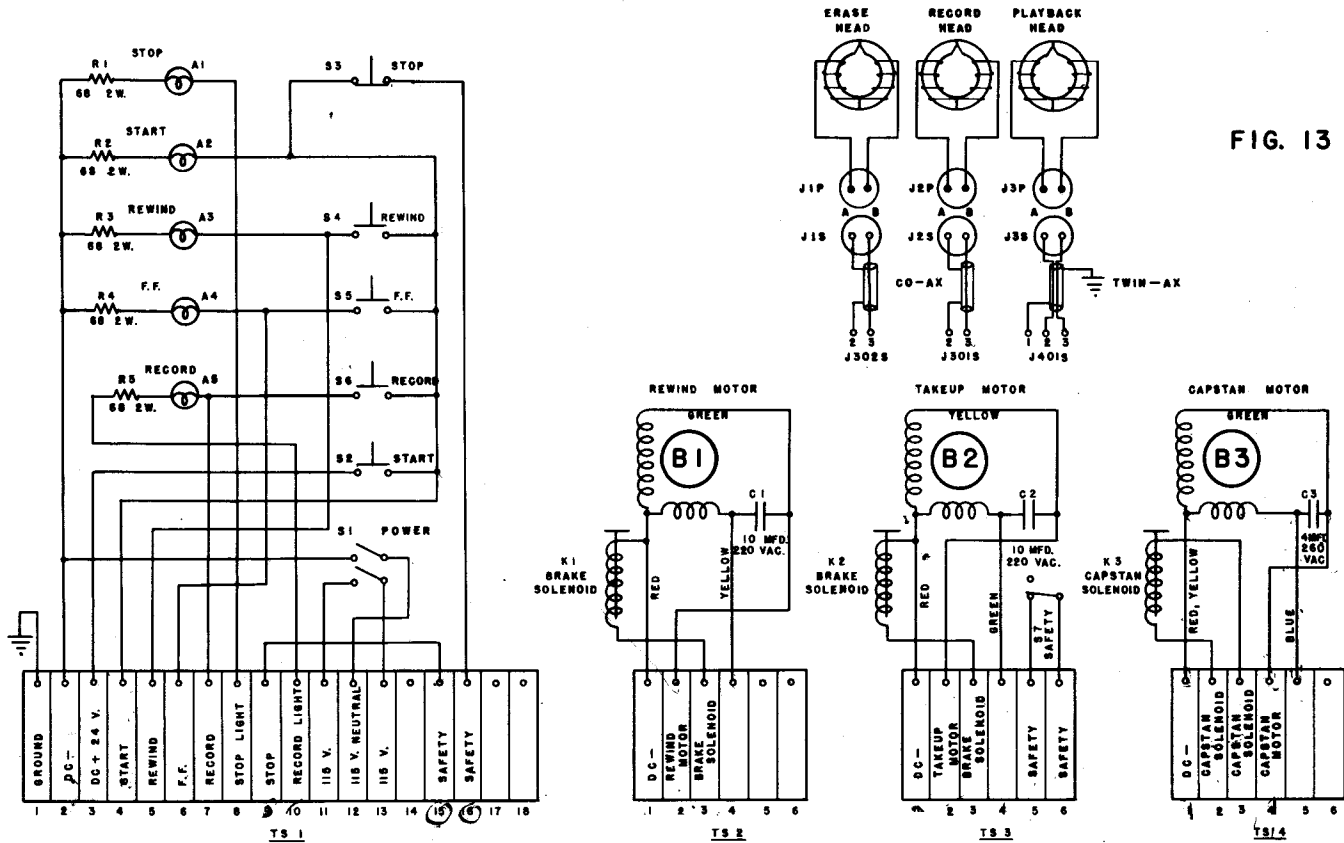 ERASE HEAD
RECORD HEAD
PLAYBACK HEAD
FIG. 13
STOP
R1
A1
68 2W.
S3
STOP
START
R2
A2
68 2W.
REWIND
R3
A3
68 2W.
S4
REWIND
F.F.
R4
A4
68 2W.
S5
F.F.
RECORD
R5
A5
68 2W.
S6
RECORD
S2
START
S1
POWER
J1P
J2P
J3P
A B
A B
A B
J1S
J2S
J3S
CO-AX
TWIN-AX
2 3
2 3
1 2 3
J302S
J301S
J401S
REWIND MOTOR
GREEN
B1
C1
10 MFD.
220 VAC.
K1
BRAKE
SOLENOID
RED
YELLOW
TAKEUP MOTOR
YELLOW
B2
C2
10 MFD.
220 VAC.
K2
BRAKE
SOLENOID
RED
GREEN
S7
SAFETY
CAPSTAN MOTOR
GREEN
B3
C3
4MFD
260
VAC
K3
CAPSTAN
SOLENOID
RED, YELLOW
BLUE
GROUND
DC-
DC+ 24 V.
START
REWIND
F.F.
RECORD
STOP LIGHT
STOP
RECORD LIGHT
115 V.
115 V. NEUTRAL
115 V.
SAFETY
SAFETY
1 2 3 4 5 6 7 8 9 10 11 12 13 14 15 16 17 18
TS 1
DC-
REWIND MOTOR
BRAKE SOLENOID
1 2 3 4 5 6
TS 2
DC-
TAKEUP MOTOR
BRAKE SOLENOID
SAFETY
SAFETY
1 2 3 4 5 6
TS 3
DC-
CAPSTAN SOLENOID
CAPSTAN SOLENOID
CAPSTAN MOTOR
1 2 3 4 5 6
TS 4